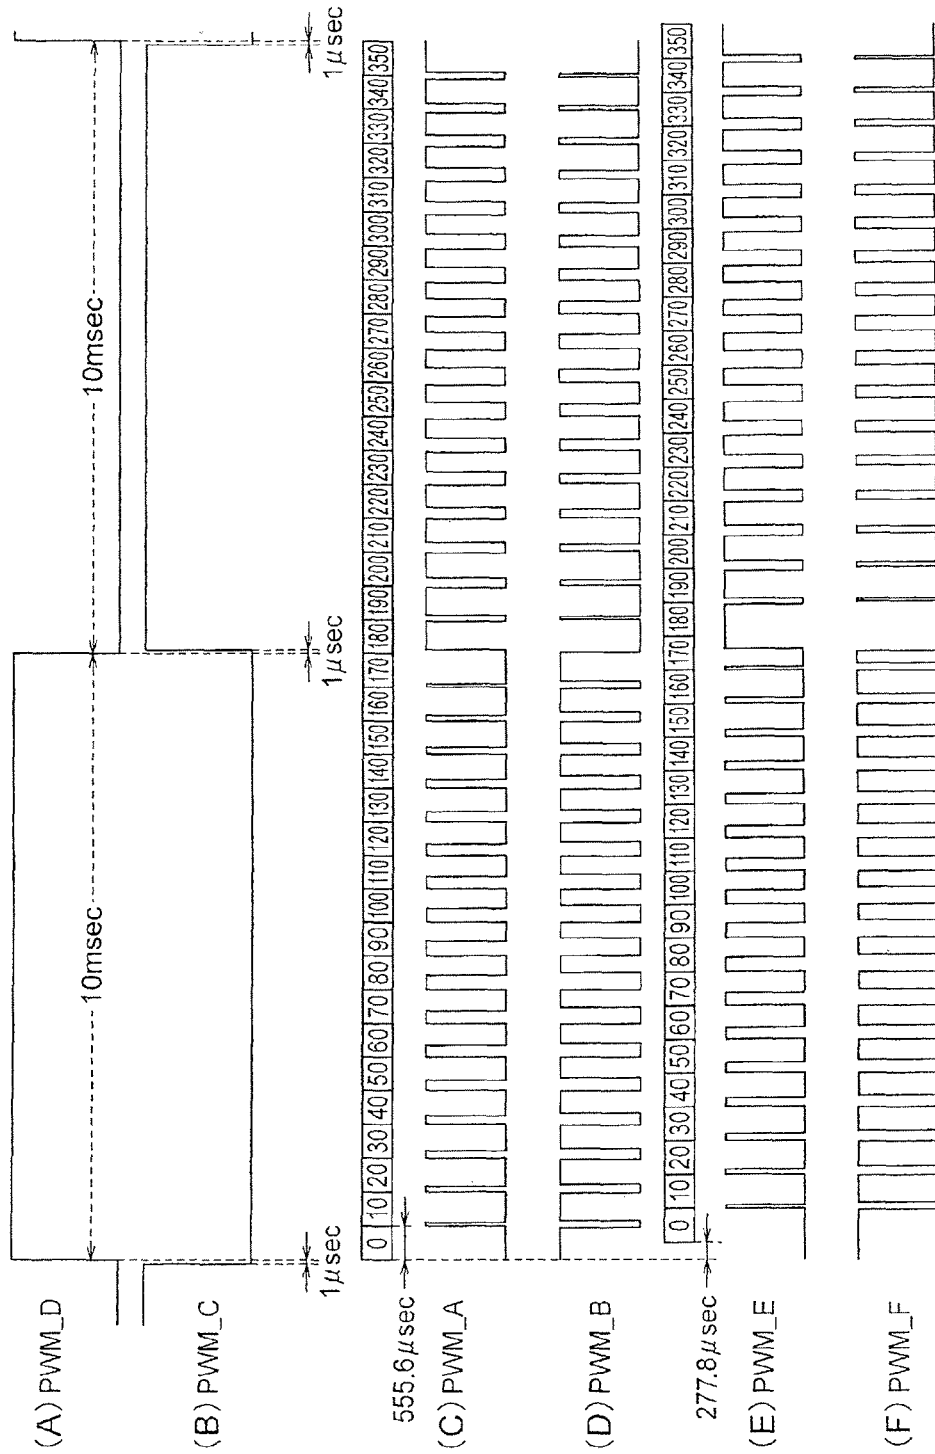 (A) PWM_D
10msec
10msec
(B) PWM_C
1μsec
1μsec
1μsec
0 10 20 30 40 50 60 70 80 90 100 110 120 130 140 150 160 170 180 190 200 210 220 230 240 250 260 270 280 290 300 310 320 330 340 350
555.6μsec
(C) PWM_A
(D) PWM_B
0 10 20 30 40 50 60 70 80 90 100 110 120 130 140 150 160 170 180 190 200 210 220 230 240 250 260 270 280 290 300 310 320 330 340 350
277.8μsec
(E) PWM_E
(F) PWM_F